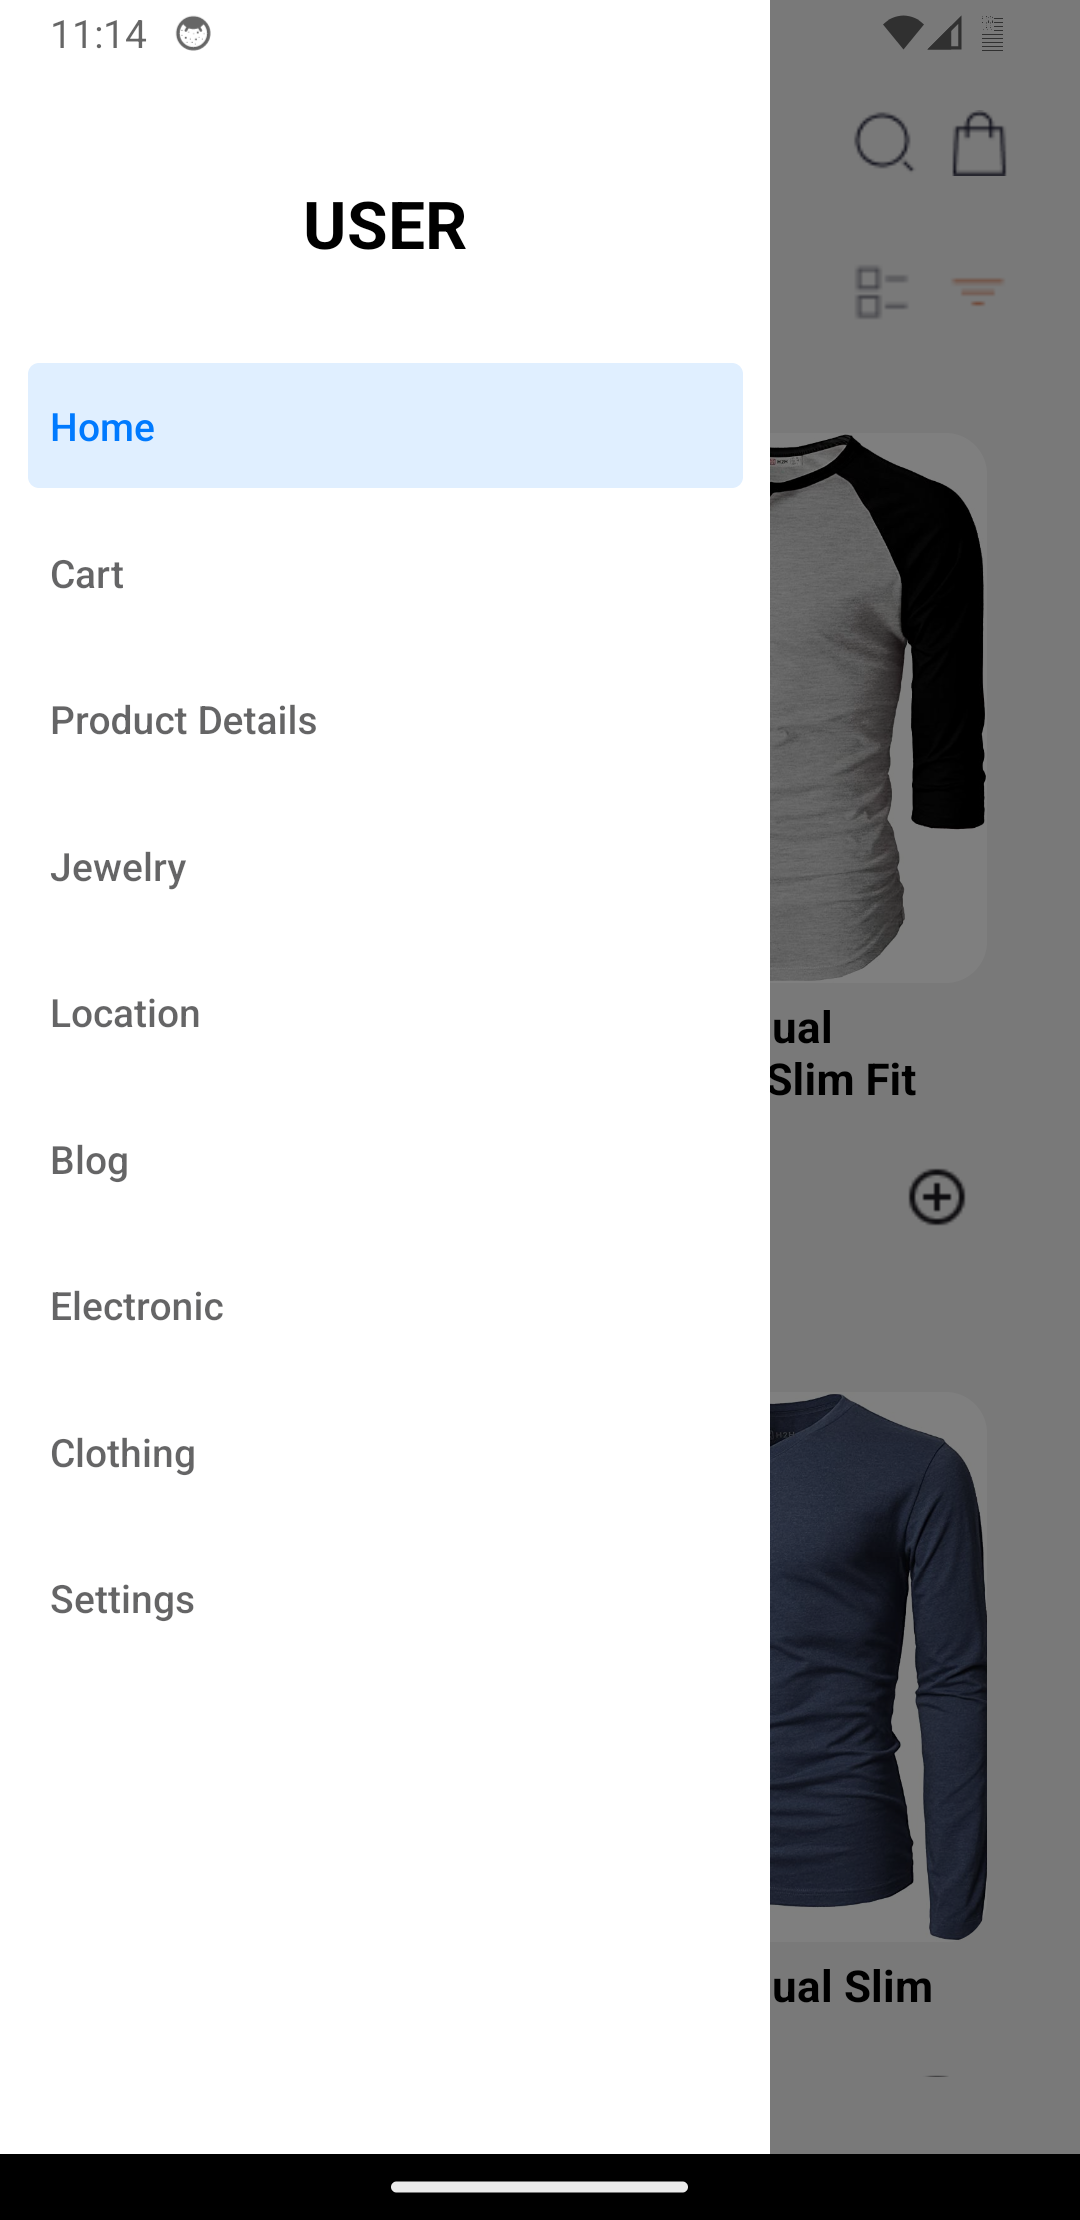 11:14
USER
Home
Cart
Product Details
Jewelry
Location
Blog
Electronic
Clothing
Settings
ual
Slim Fit
ual Slim